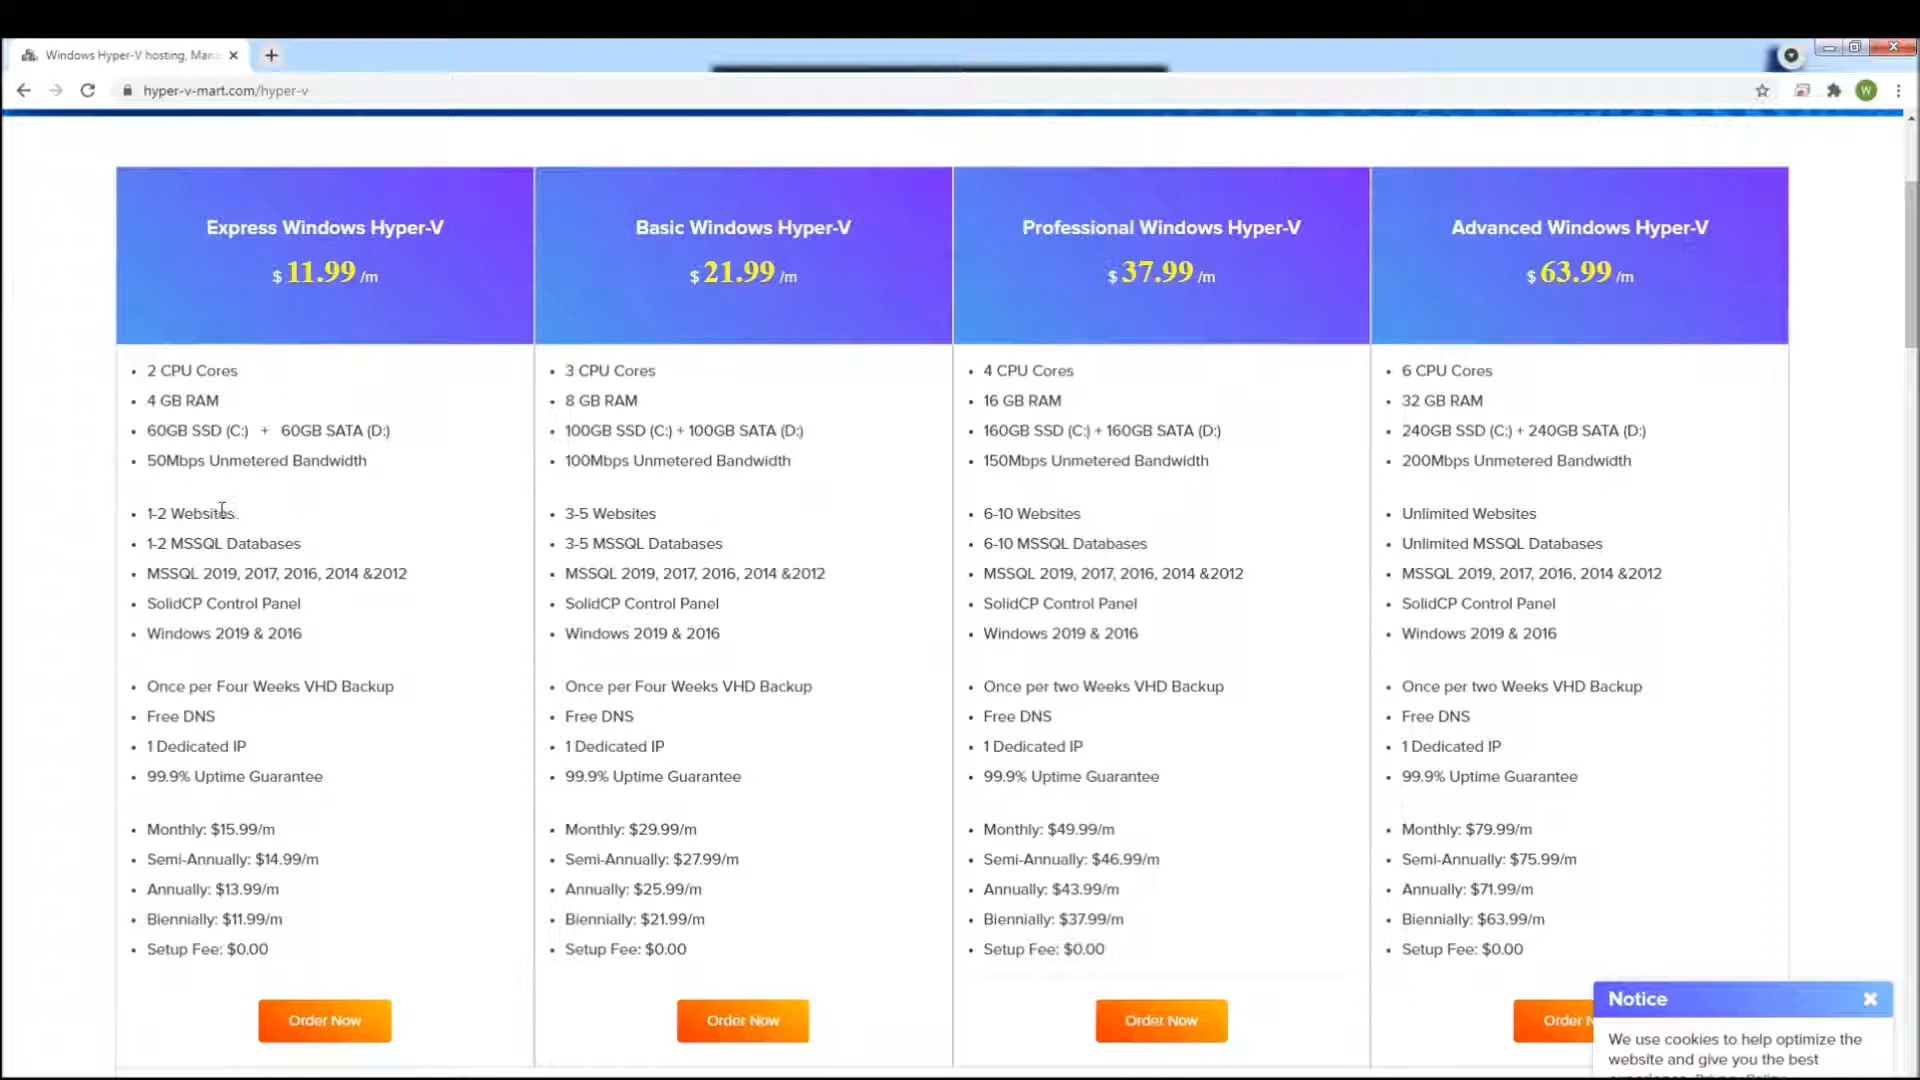 Windows Hyper-V hosting, Man
hyper-v-mart.com/hyper-v
W
Express Windows Hyper-V
$ 11.99 /m
2 CPU Cores
4 GB RAM
60GB SSD (C:) + 60GB SATA (D:)
50Mbps Unmetered Bandwidth
1-2 Websites
1-2 MSSQL Databases
MSSQL 2019, 2017, 2016, 2014 &2012
SolidCP Control Panel
Windows 2019 & 2016
Once per Four Weeks VHD Backup
Free DNS
1 Dedicated IP
99.9% Uptime Guarantee
Monthly: $15.99/m
Semi-Annually: $14.99/m
Annually: $13.99/m
Biennially: $11.99/m
Setup Fee: $0.00
Order Now
Basic Windows Hyper-V
$ 21.99 /m
3 CPU Cores
8 GB RAM
100GB SSD (C:) + 100GB SATA (D:)
100Mbps Unmetered Bandwidth
3-5 Websites
3-5 MSSQL Databases
MSSQL 2019, 2017, 2016, 2014 &2012
SolidCP Control Panel
Windows 2019 & 2016
Once per Four Weeks VHD Backup
Free DNS
1 Dedicated IP
99.9% Uptime Guarantee
Monthly: $29.99/m
Semi-Annually: $27.99/m
Annually: $25.99/m
Biennially: $21.99/m
Setup Fee: $0.00
Order Now
Professional Windows Hyper-V
$ 37.99 /m
4 CPU Cores
16 GB RAM
160GB SSD (C:) + 160GB SATA (D:)
150Mbps Unmetered Bandwidth
6-10 Websites
6-10 MSSQL Databases
MSSQL 2019, 2017, 2016, 2014 &2012
SolidCP Control Panel
Windows 2019 & 2016
Once per two Weeks VHD Backup
Free DNS
1 Dedicated IP
99.9% Uptime Guarantee
Monthly: $49.99/m
Semi-Annually: $46.99/m
Annually: $43.99/m
Biennially: $37.99/m
Setup Fee: $0.00
Order Now
Advanced Windows Hyper-V
$ 63.99 /m
6 CPU Cores
32 GB RAM
240GB SSD (C:) + 240GB SATA (D:)
200Mbps Unmetered Bandwidth
Unlimited Websites
Unlimited MSSQL Databases
MSSQL 2019, 2017, 2016, 2014 &2012
SolidCP Control Panel
Windows 2019 & 2016
Once per two Weeks VHD Backup
Free DNS
1 Dedicated IP
99.9% Uptime Guarantee
Monthly: $79.99/m
Semi-Annually: $75.99/m
Annually: $71.99/m
Biennially: $63.99/m
Setup Fee: $0.00
Order N
Notice
We use cookies to help optimize the
website and give you the best